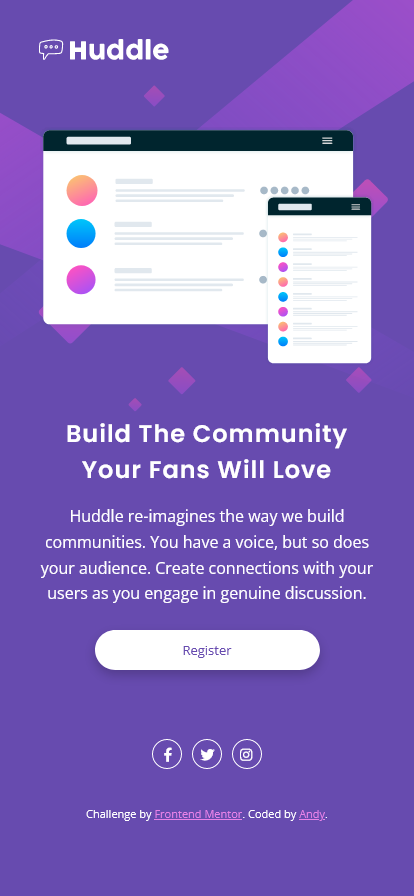 Huddle
Build The Community
Your Fans Will Love
Huddle re-imagines the way we build
communities. You have a voice, but so does
your audience. Create connections with your
users as you engage in genuine discussion.
Register
Challenge by Frontend Mentor. Coded by Andy.